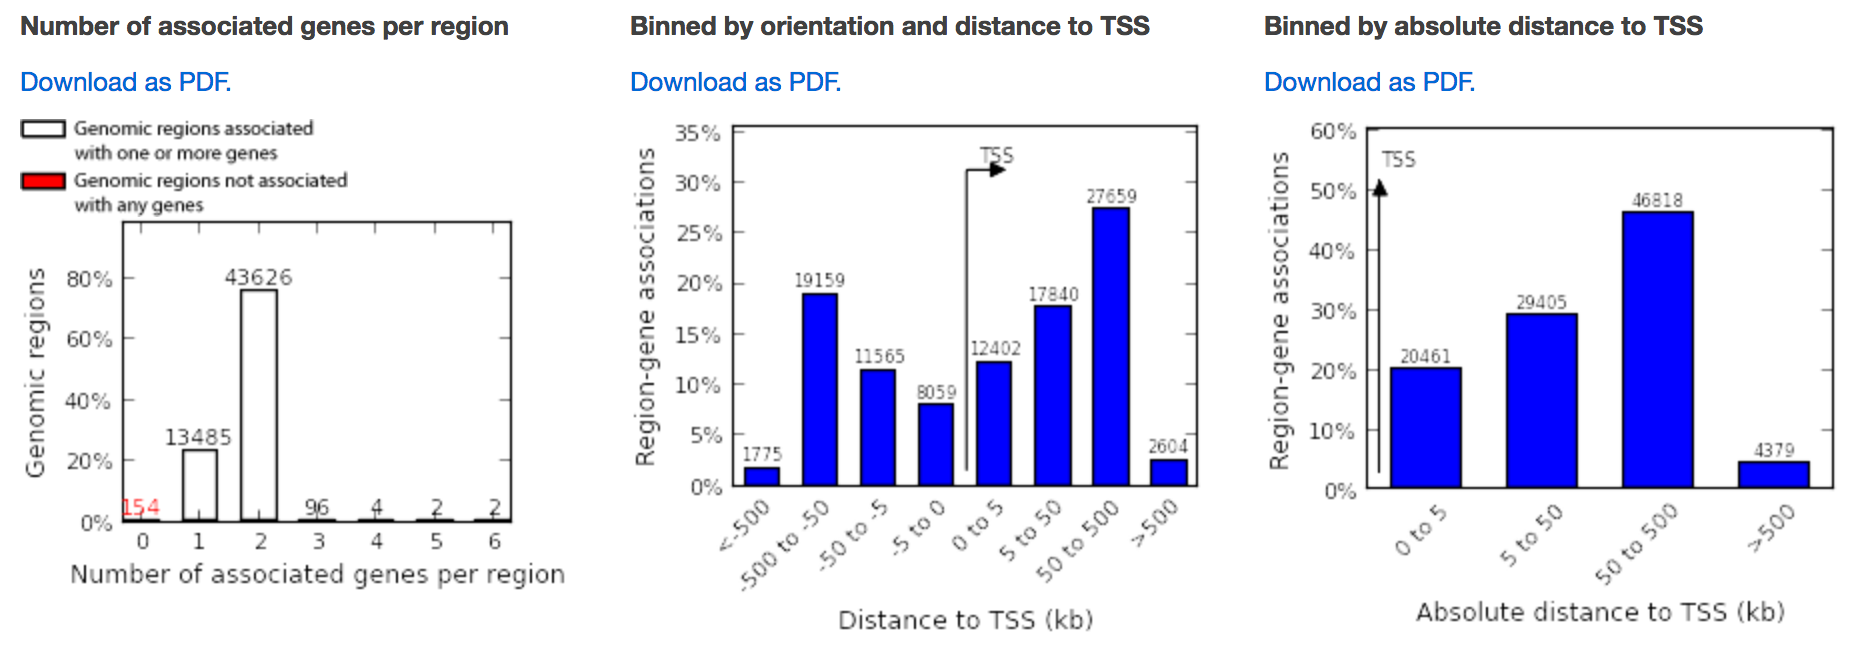 Number of associated genes per region
Download as PDF.
Genomic regions associated
with one or more genes
Genomic regions not associated
with any genes
Genomic regions
80%
60%
40%
20%
0%
154
13485
43626
96
4
2
2
0 1 2 3 4 5 6
Number of associated genes per region
Binned by orientation and distance to TSS
Download as PDF.
Region-gene associations
35%
30%
25%
20%
15%
10%
5%
0%
TSS
1775
19159
11565
8059
12402
17840
27659
2604
<-500
-500 to -50
-50 to -5
-5 to 0
0 to 5
5 to 50
50 to 500
>500
Distance to TSS (kb)
Binned by absolute distance to TSS
Download as PDF.
Region-gene associations
60%
50%
40%
30%
20%
10%
0%
TSS
20461
29405
46818
4379
0 to 5
5 to 50
50 to 500
>500
Absolute distance to TSS (kb)